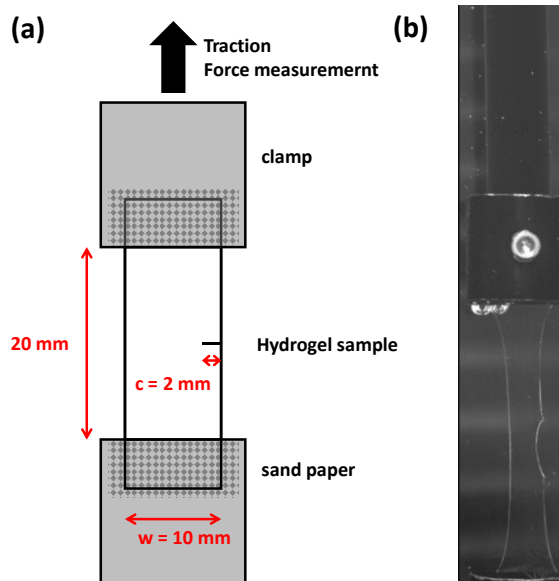 (a)
Traction
Force measuremernt
clamp
20 mm
Hydrogel sample
c = 2 mm
sand paper
w = 10 mm
(b)